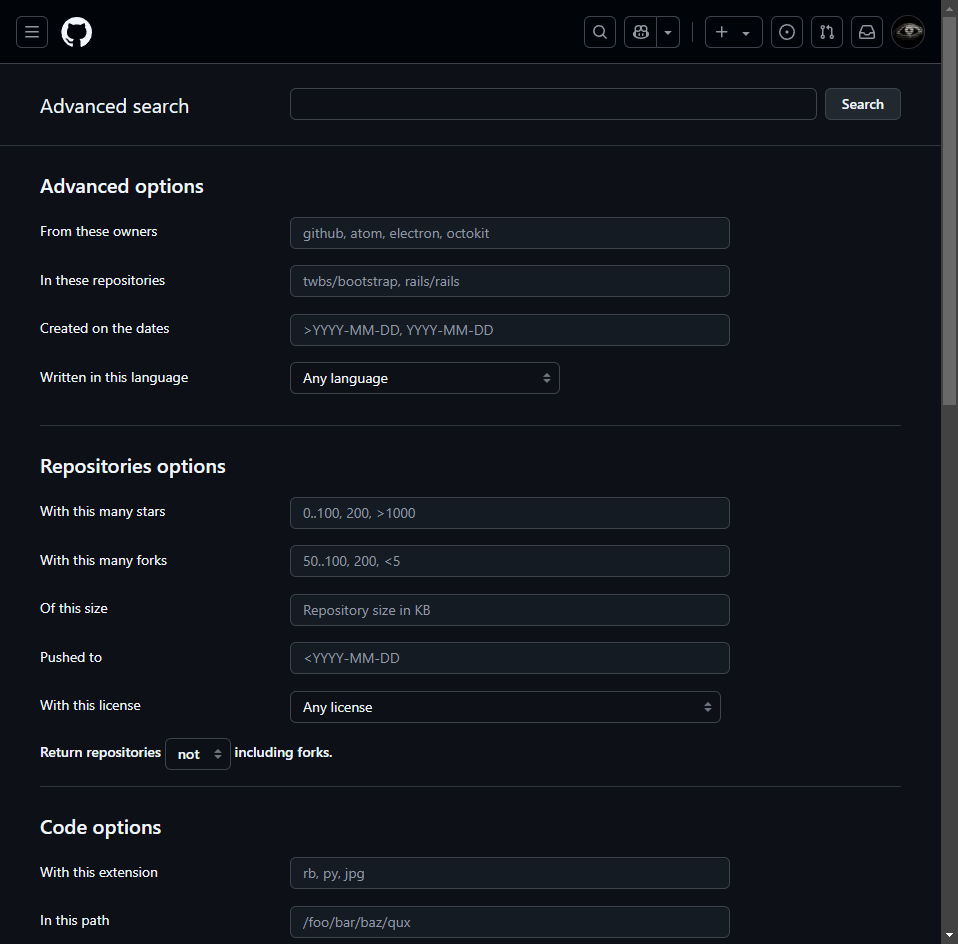 Advanced search
Search
Advanced options
From these owners github, atom, electron, octokit
In these repositories twbs/bootstrap, rails/rails
Created on the dates >YYYY-MM-DD, YYYY-MM-DD
Written in this language Any language
Repositories options
With this many stars 0..100, 200, >1000
With this many forks 50..100, 200, <5
Of this size Repository size in KB
Pushed to <YYYY-MM-DD
With this license Any license
Return repositories not including forks.
Code options
With this extension rb, py, jpg
In this path /foo/bar/baz/qux